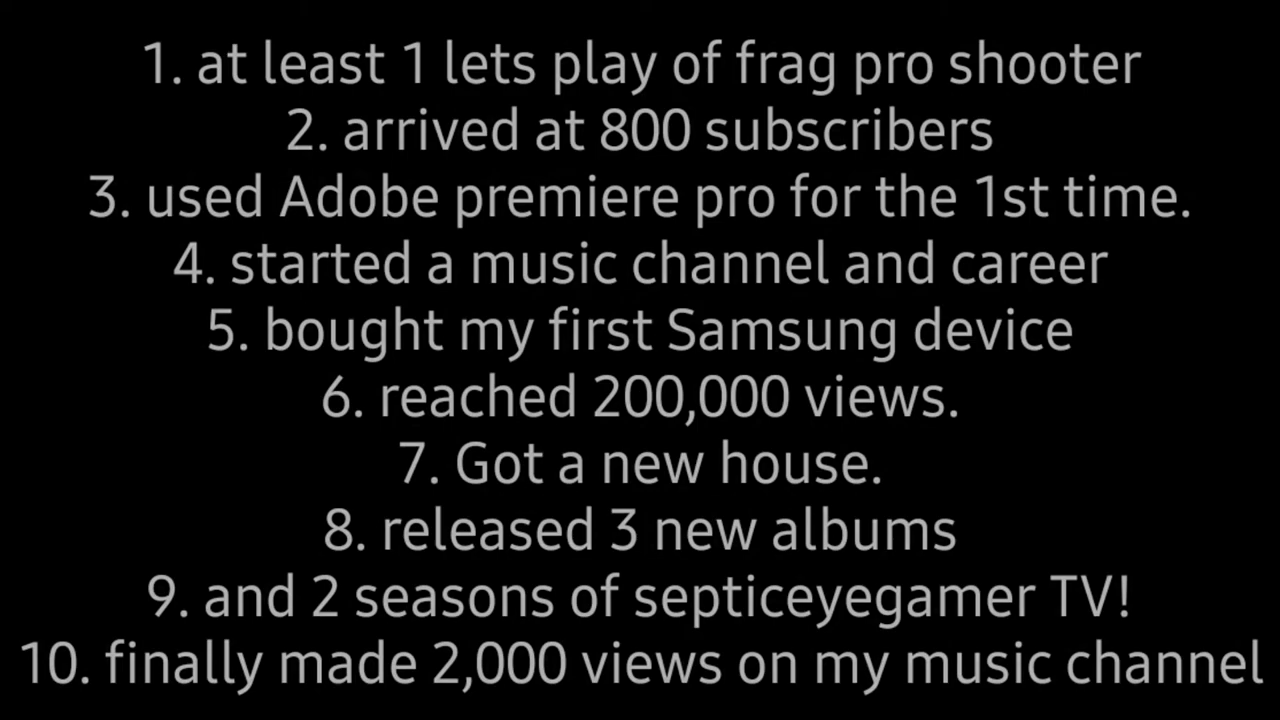 1. at least 1 lets play of frag pro shooter
2. arrived at 800 subscribers
3. used Adobe premiere pro for the 1st time.
4. started a music channel and career
5. bought my first Samsung device
6. reached 200,000 views.
7. Got a new house.
8. released 3 new albums
9. and 2 seasons of septiceyegamer TV!
10. finally made 2,000 views on my music channel